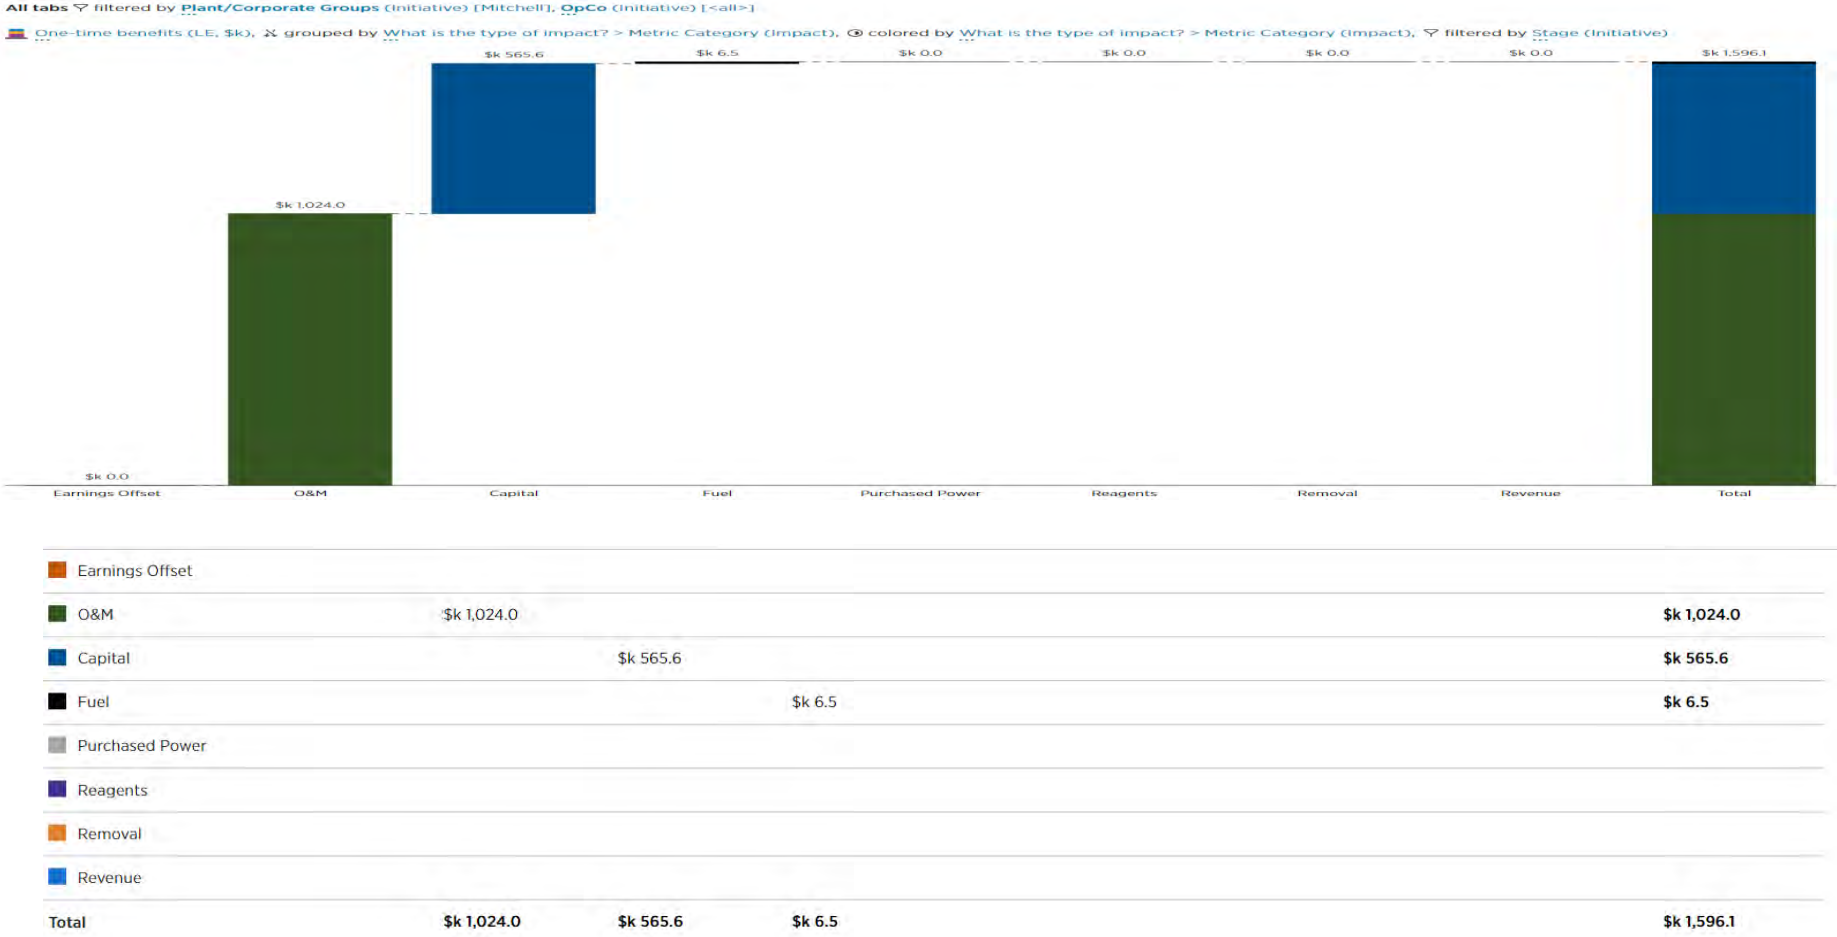 All tabs filtered by Plant/Corporate Groups (Initiative) [Mitchell], OpCo (Initiative) [<all>]
One-time benefits (LE, $k), grouped by What is the type of impact? > Metric Category (Impact), colored by What is the type of impact? > Metric Category (Impact), filtered by Stage (Initiative)
$k 565.6 $k 6.5 $k 0.0 $k 0.0 $k 0.0 $k 0.0 $k 1,596.1
$k 1,024.0
$k 0.0
Earnings Offset O&M Capital Fuel Purchased Power Reagents Removal Revenue Total
Earnings Offset
O&M $k 1,024.0 $k 1,024.0
Capital $k 565.6 $k 565.6
Fuel $k 6.5 $k 6.5
Purchased Power
Reagents
Removal
Revenue
Total $k 1,024.0 $k 565.6 $k 6.5 $k 1,596.1